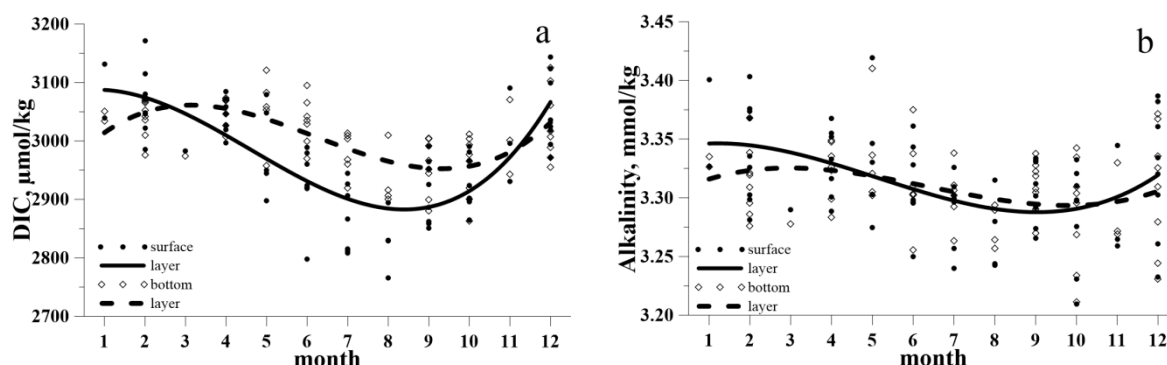 a
DIC, µmol/kg
3200
3100
3000
2900
2800
2700
surface
layer
bottom
layer
1 2 3 4 5 6 7 8 9 10 11 12
month
b
Alkalinity, mmol/kg
3.45
3.40
3.35
3.30
3.25
3.20
surface
layer
bottom
layer
1 2 3 4 5 6 7 8 9 10 11 12
month